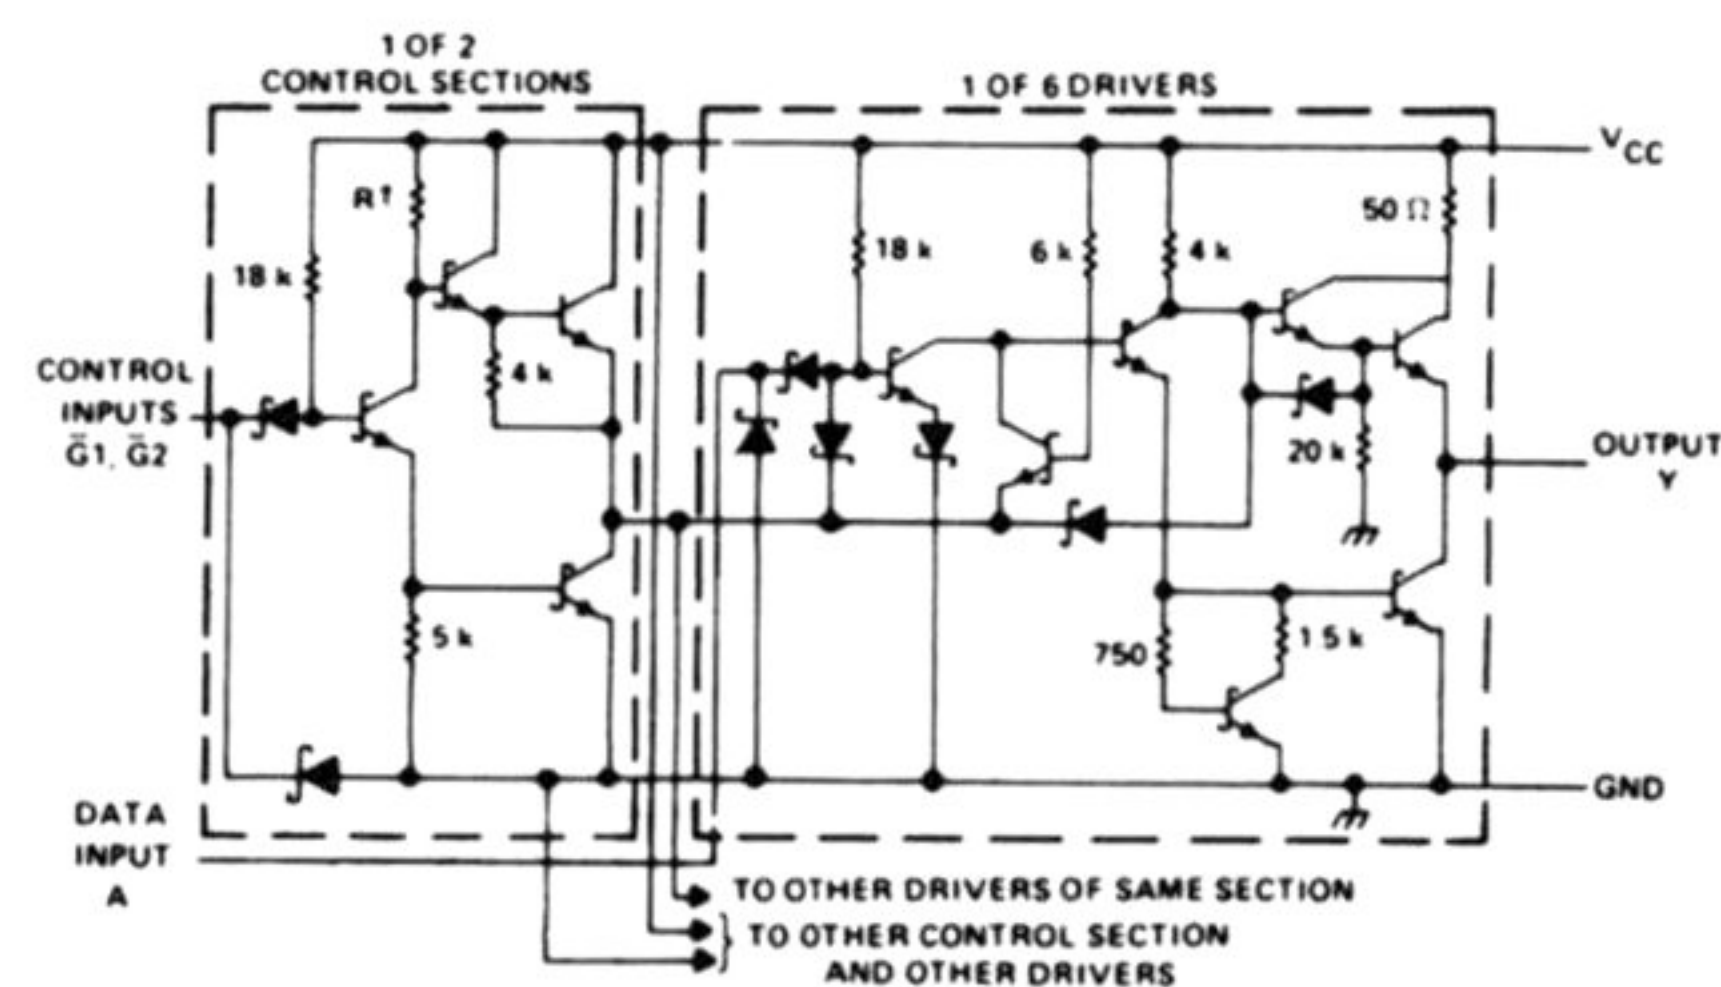 1 OF 2
CONTROL SECTIONS
1 OF 6 DRIVERS
VCC
R†
50 Ω
18 k
18 k
6 k
4 k
4 k
CONTROL
INPUTS
G̅1, G̅2
20 k
OUTPUT
Y
5 k
750
1 5 k
GND
DATA
INPUT
A
TO OTHER DRIVERS OF SAME SECTION
TO OTHER CONTROL SECTION
AND OTHER DRIVERS